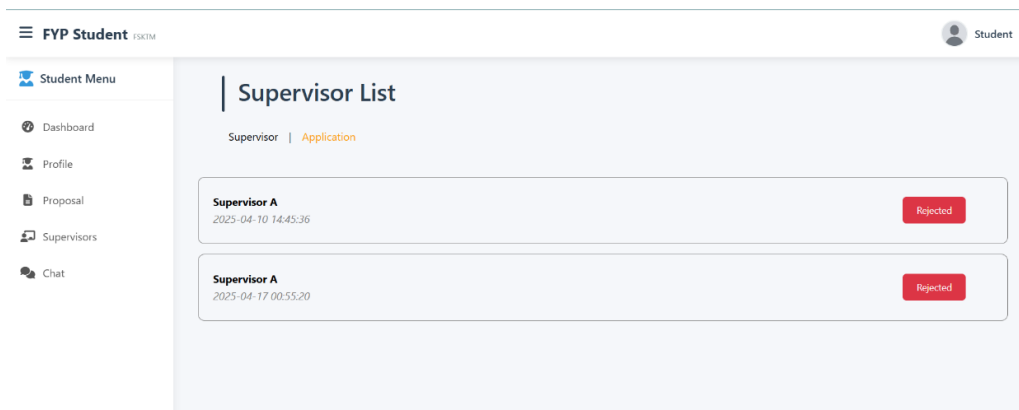 FYP Student FSKTM
Student
Student Menu
Dashboard
Profile
Proposal
Supervisors
Chat
Supervisor List
Supervisor | Application
Supervisor A
2025-04-10 14:45:36
Rejected
Supervisor A
2025-04-17 00:55:20
Rejected